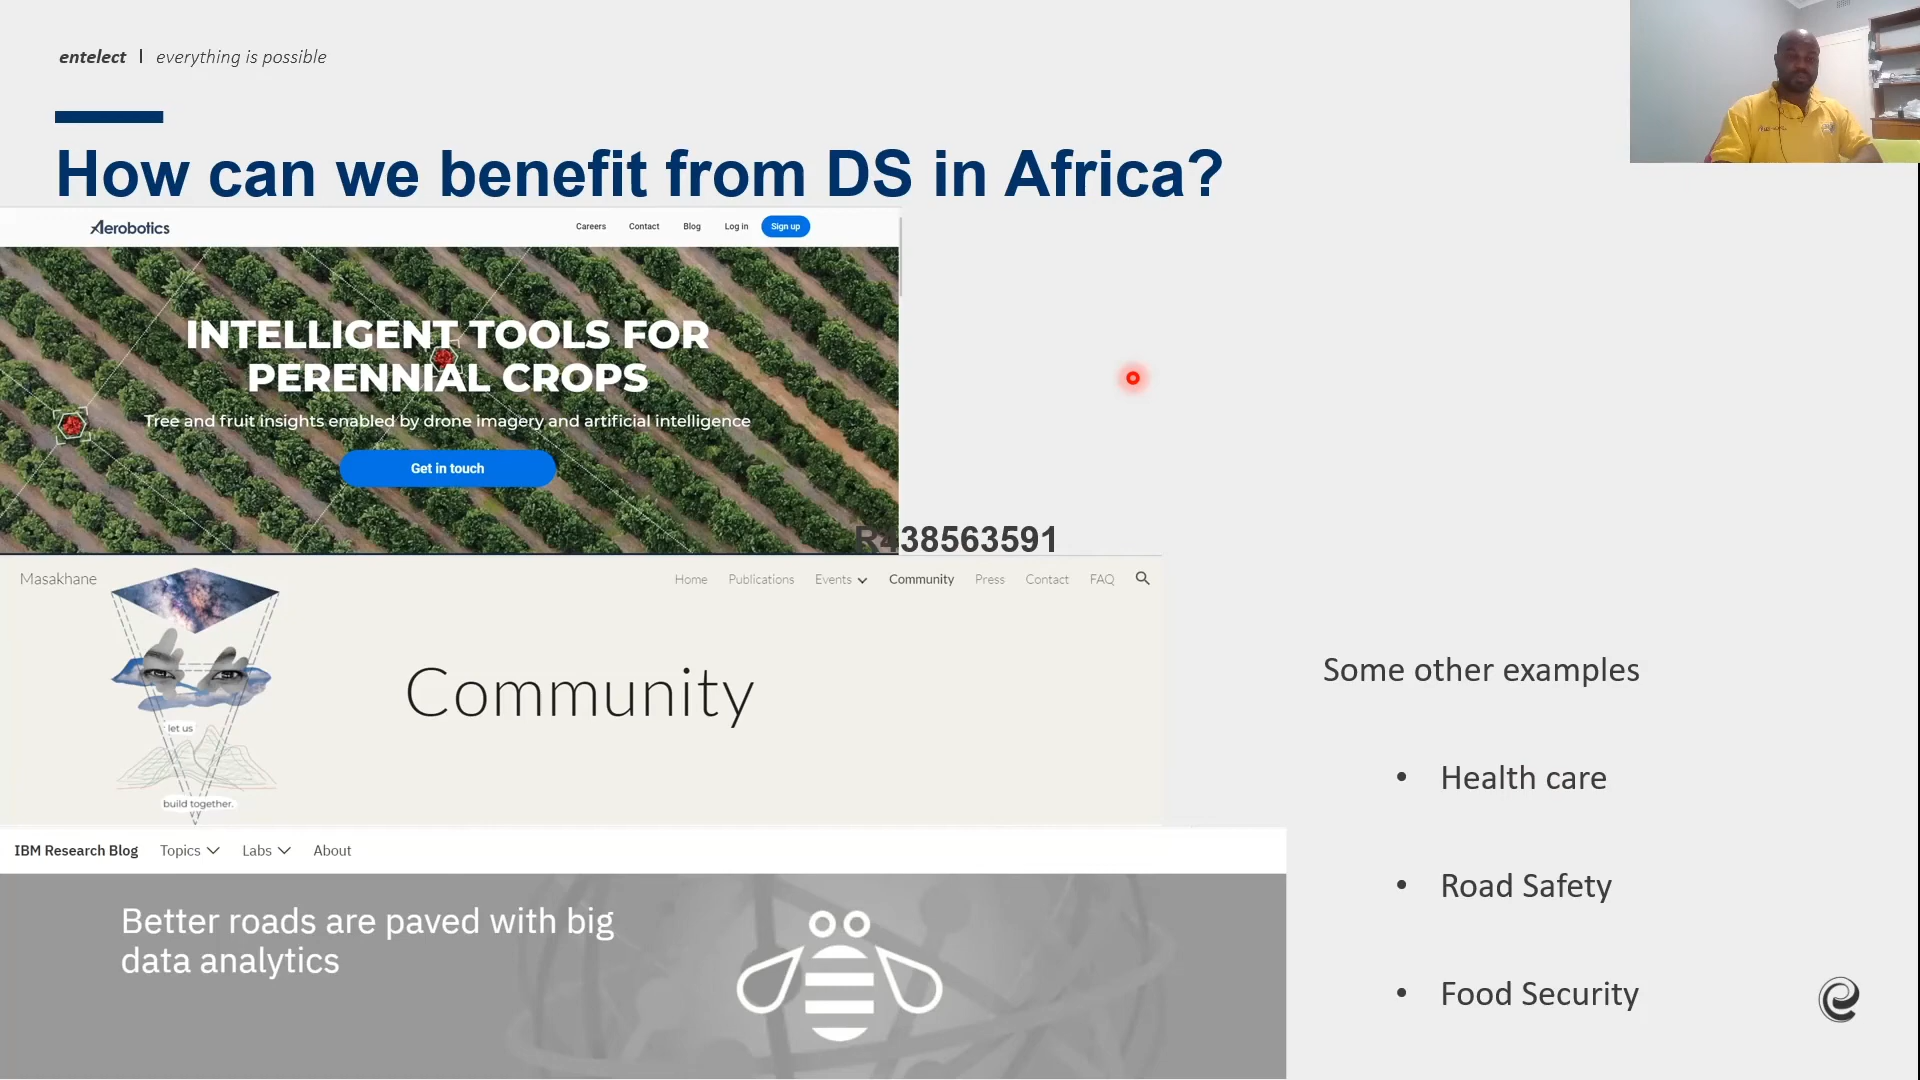 entelect | everything is possible
How can we benefit from DS in Africa?
Aerobotics
Careers Contact Blog Log in Sign up
INTELLIGENT TOOLS FOR
PERENNIAL CROPS
Tree and fruit insights enabled by drone imagery and artificial intelligence
Get in touch
R438563591
Masakhane
Home Publications Events Community Press Contact FAQ
let us
build together.
Community
IBM Research Blog Topics Labs About
Better roads are paved with big
data analytics
Some other examples
• Health care
• Road Safety
• Food Security